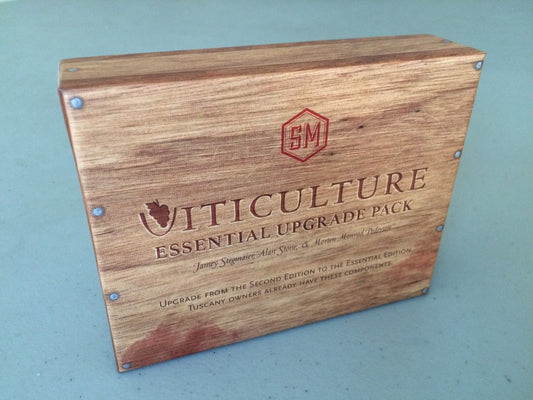 SM
VITICULTURE
ESSENTIAL UPGRADE PACK
Jamey Stegmaier, Alan Stone, & Morten Monrad Pedersen
UPGRADE FROM THE SECOND EDITION TO THE ESSENTIAL EDITION.
TUSCANY OWNERS ALREADY HAVE THESE COMPONENTS.